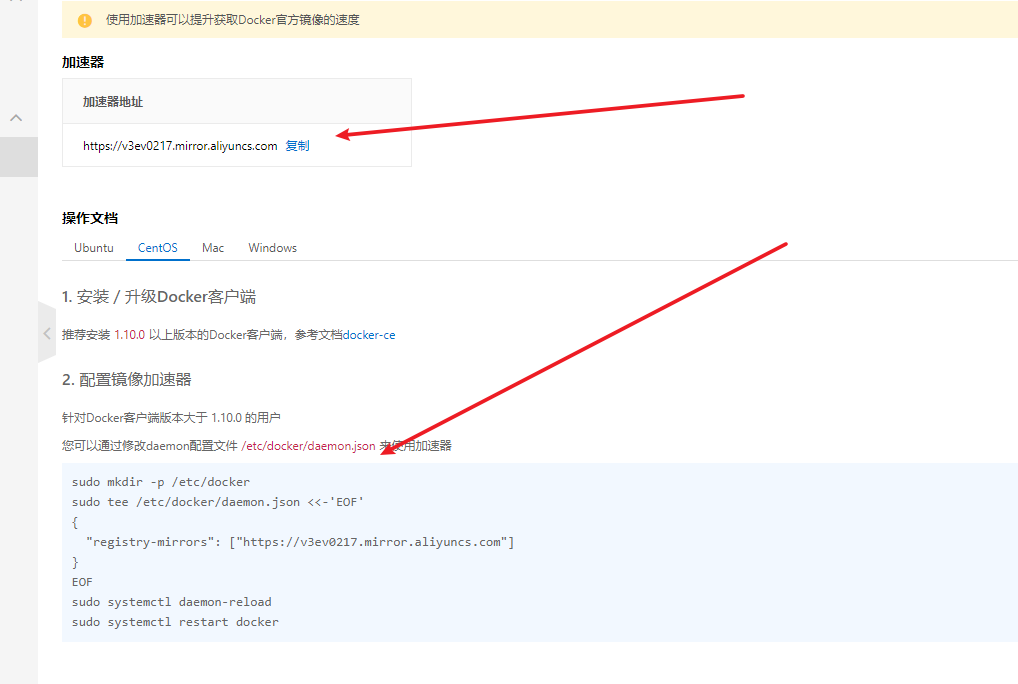 使用加速器可以提升获取Docker官方镜像的速度
加速器
加速器地址
https://v3ev0217.mirror.aliyuncs.com 复制
操作文档
Ubuntu CentOS Mac Windows
1. 安装 / 升级Docker客户端
推荐安装 1.10.0 以上版本的Docker客户端，参考文档docker-ce
2. 配置镜像加速器
针对Docker客户端版本大于 1.10.0 的用户
您可以通过修改daemon配置文件 /etc/docker/daemon.json 来使用加速器
sudo mkdir -p /etc/docker
sudo tee /etc/docker/daemon.json <<-'EOF'
{
  "registry-mirrors": ["https://v3ev0217.mirror.aliyuncs.com"]
}
EOF
sudo systemctl daemon-reload
sudo systemctl restart docker